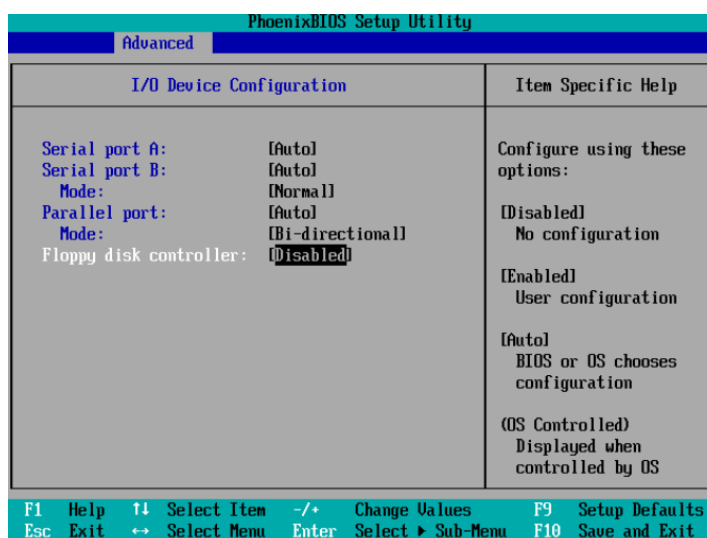 PhoenixBIOS Setup Utility
Advanced
I/O Device Configuration
Item Specific Help
Serial port A: [Auto]
Serial port B: [Auto]
Mode: [Normal]
Parallel port: [Auto]
Mode: [Bi-directional]
Floppy disk controller: [Disabled]
Configure using these
options:
[Disabled]
No configuration
[Enabled]
User configuration
[Auto]
BIOS or OS chooses
configuration
(OS Controlled)
Displayed when
controlled by OS
F1 Help ↑↓ Select Item -/+ Change Values F9 Setup Defaults
Esc Exit ↔ Select Menu Enter Select ▶ Sub-Menu F10 Save and Exit